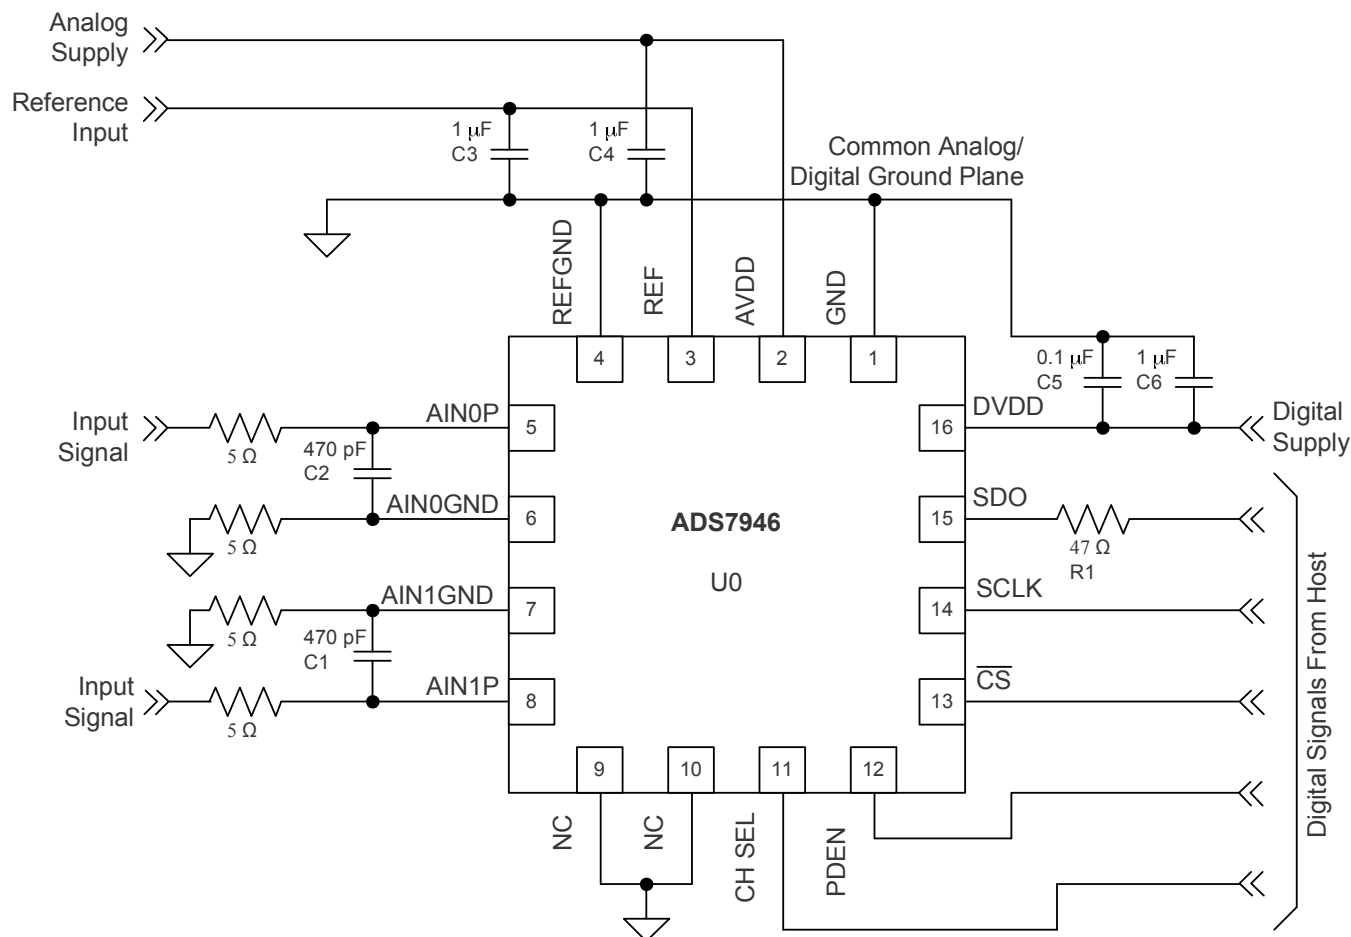 Analog
Supply
Reference
Input
1 µF
C3
1 µF
C4
Common Analog/
Digital Ground Plane
REFGND
REF
AVDD
GND
4
3
2
1
0.1 µF
C5
1 µF
C6
Input
Signal
5 Ω
470 pF
C2
AIN0P
5
DVDD
16
Digital
Supply
5 Ω
AIN0GND
6
ADS7946
U0
SDO
15
47 Ω
R1
5 Ω
470 pF
C1
AIN1GND
7
SCLK
14
Input
Signal
5 Ω
AIN1P
8
CS
13
9
10
11
12
NC
NC
CH SEL
PDEN
Digital Signals From Host